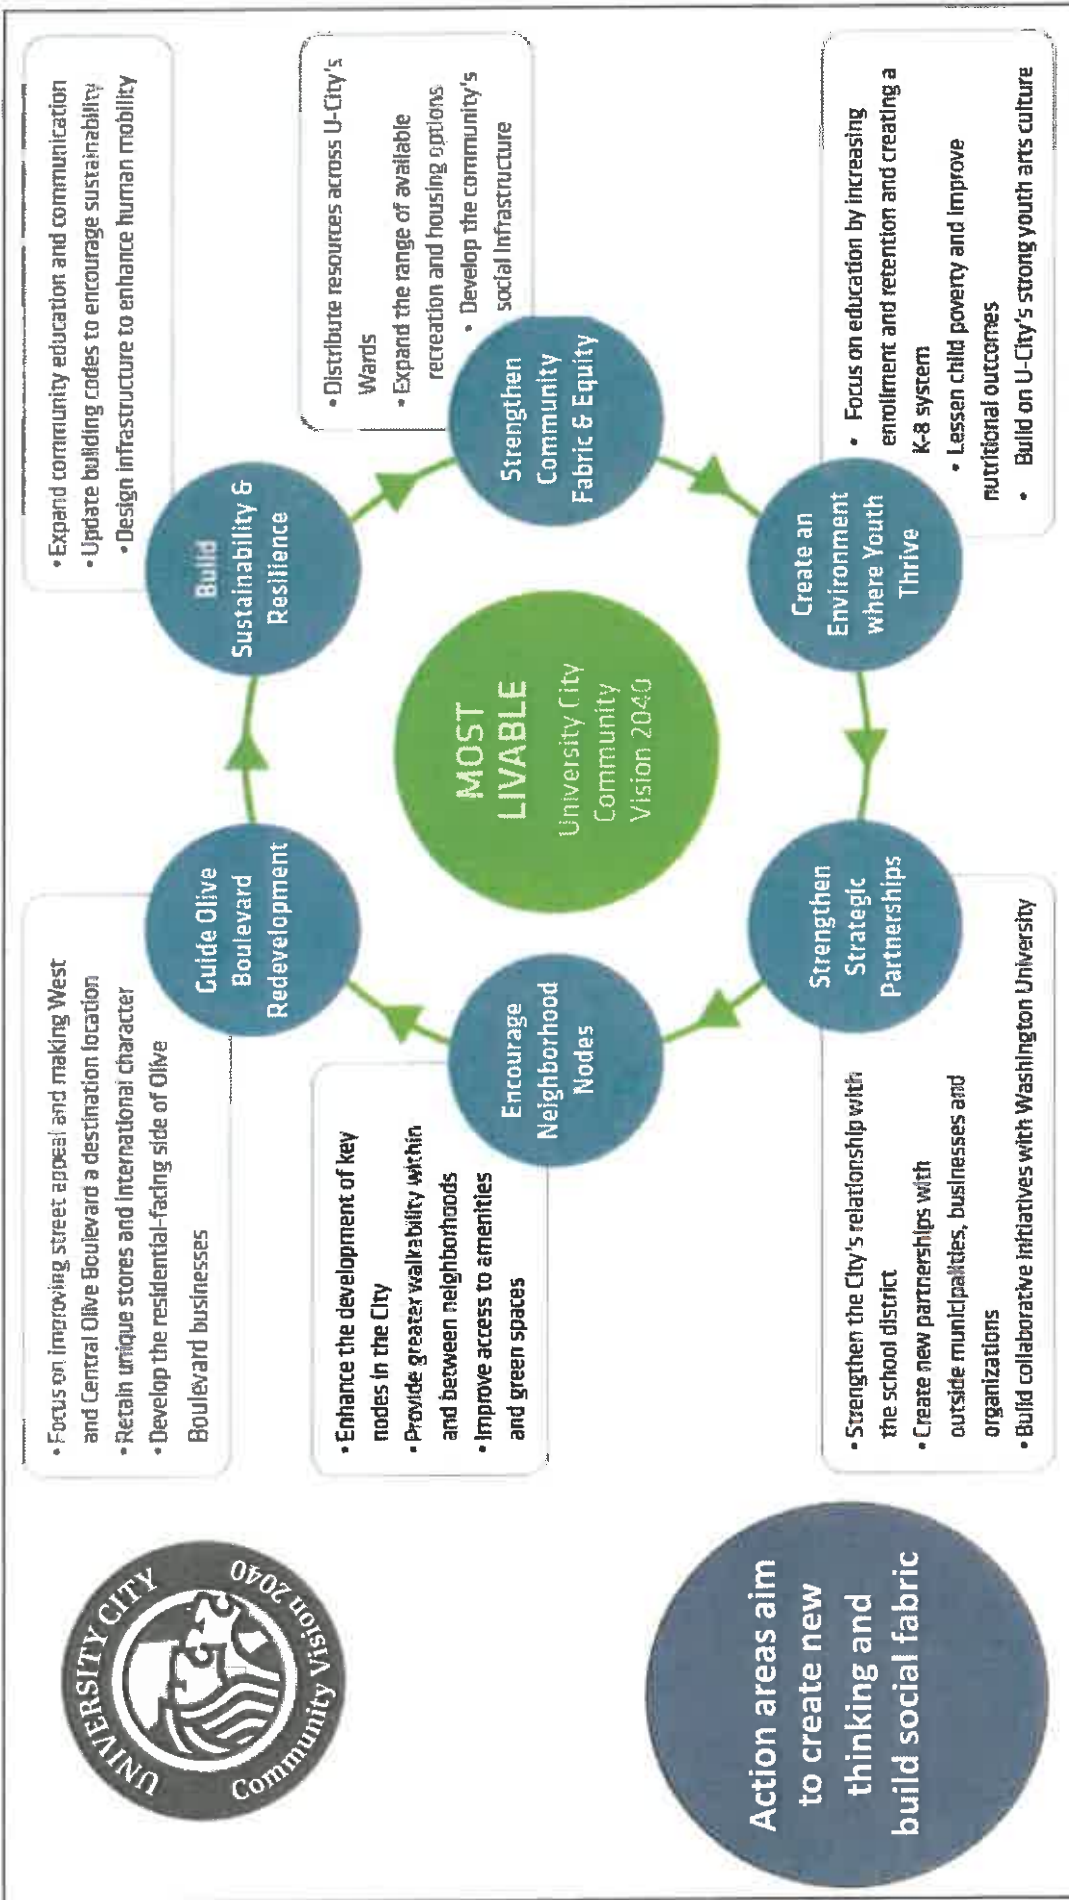 UNIVERSITY CITY
Community Vision 2040
Action areas aim
to create new
thinking and
build social fabric
• Focus on improving street appeal and making West
and Central Olive Boulevard a destination location
• Retain unique stores and international character
• Develop the residential-facing side of Olive
Boulevard businesses
Guide Olive
Boulevard
Redevelopment
• Expand community education and communication
• Update building codes to encourage sustainability
• Design infrastructure to enhance human mobility
Build
Sustainability &
Resilience
• Enhance the development of key
nodes in the City
• Provide greater walkability within
and between neighborhoods
• Improve access to amenities
and green spaces
Encourage
Neighborhood
Nodes
MOST
LIVABLE
University City
Community
Vision 2040
Strengthen
Community
Fabric & Equity
• Distribute resources across U-City's
Wards
• Expand the range of available
recreation and housing options
• Develop the community's
social infrastructure
• Strengthen the City's relationship with
the school district
• Create new partnerships with
outside municipalities, businesses and
organizations
• Build collaborative initiatives with Washington University
Strengthen
Strategic
Partnerships
Create an
Environment
where Youth
Thrive
• Focus on education by increasing
enrollment and retention and creating a
K-8 system
• Lessen child poverty and improve
nutritional outcomes
• Build on U-City's strong youth arts culture